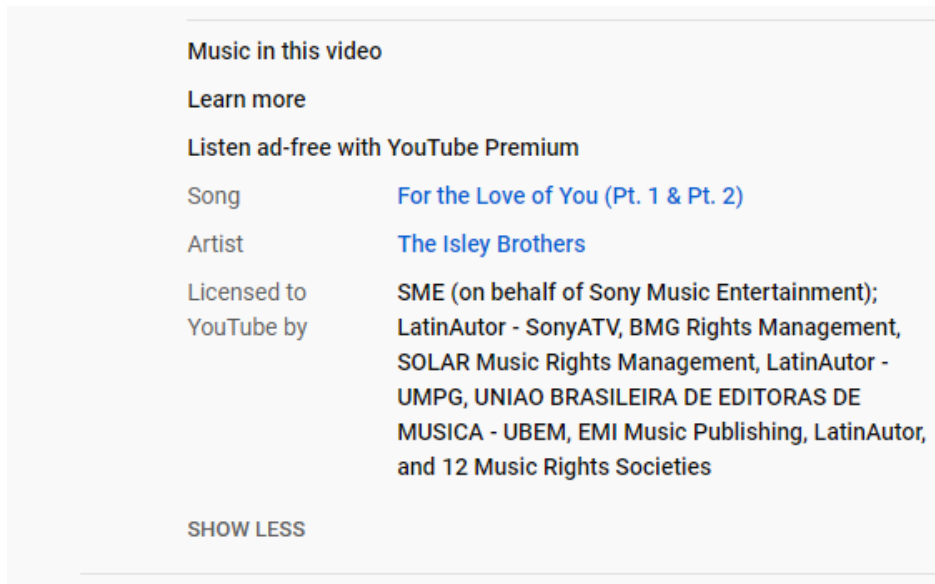 Music in this video
Learn more
Listen ad-free with YouTube Premium
Song For the Love of You (Pt. 1 & Pt. 2)
Artist The Isley Brothers
Licensed to YouTube by SME (on behalf of Sony Music Entertainment);
LatinAutor - SonyATV, BMG Rights Management,
SOLAR Music Rights Management, LatinAutor -
UMPG, UNIAO BRASILEIRA DE EDITORAS DE
MUSICA - UBEM, EMI Music Publishing, LatinAutor,
and 12 Music Rights Societies
SHOW LESS